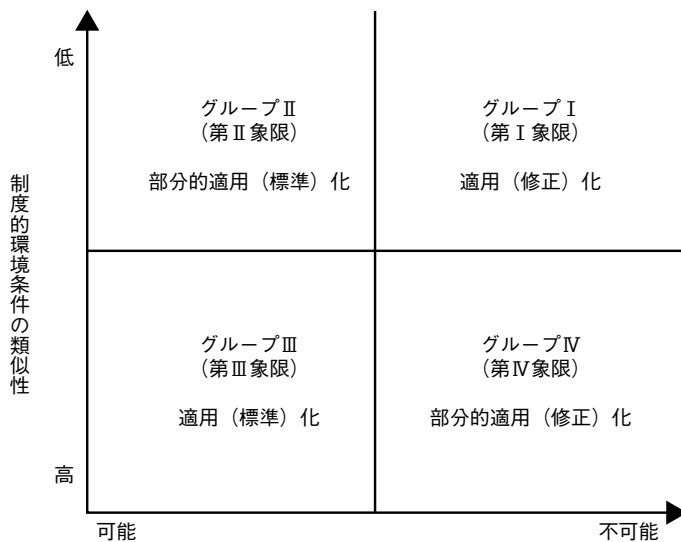 低
グループⅡ
（第Ⅱ象限）
部分的適用（標準）化
グループⅠ
（第Ⅰ象限）
適用（修正）化
制度的環境条件の類似性
グループⅢ
（第Ⅲ象限）
適用（標準）化
グループⅣ
（第Ⅳ象限）
部分的適用（修正）化
高
可能
不可能